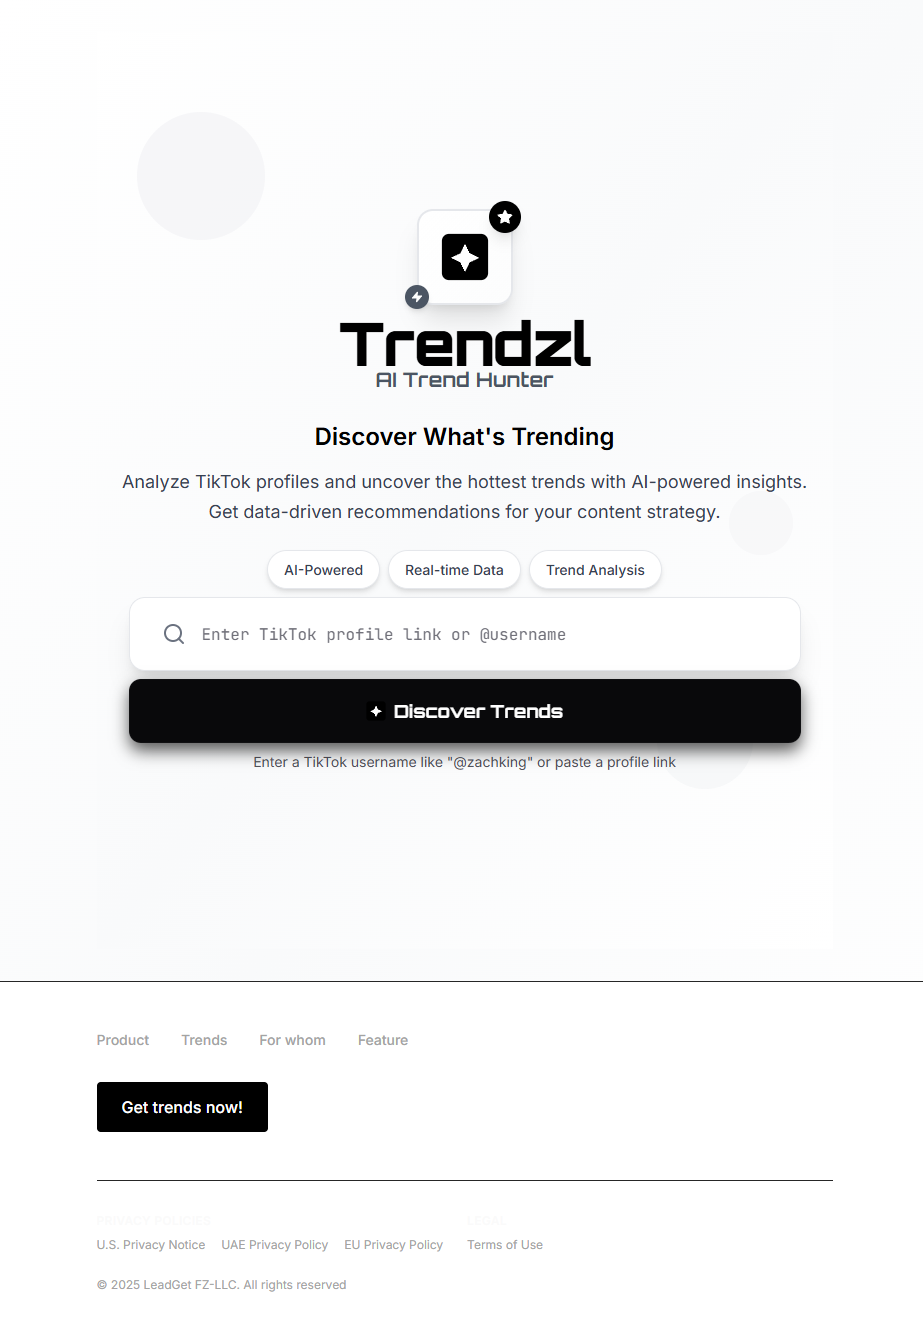 Trendzl
AI Trend Hunter
Discover What's Trending
Analyze TikTok profiles and uncover the hottest trends with AI-powered insights.
Get data-driven recommendations for your content strategy.
AI-Powered Real-time Data Trend Analysis
Enter TikTok profile link or @username
Discover Trends
Enter a TikTok username like "@zachking" or paste a profile link
Product Trends For whom Feature
Get trends now!
PRIVACY POLICIES LEGAL
U.S. Privacy Notice UAE Privacy Policy EU Privacy Policy Terms of Use
© 2025 LeadGet FZ-LLC. All rights reserved